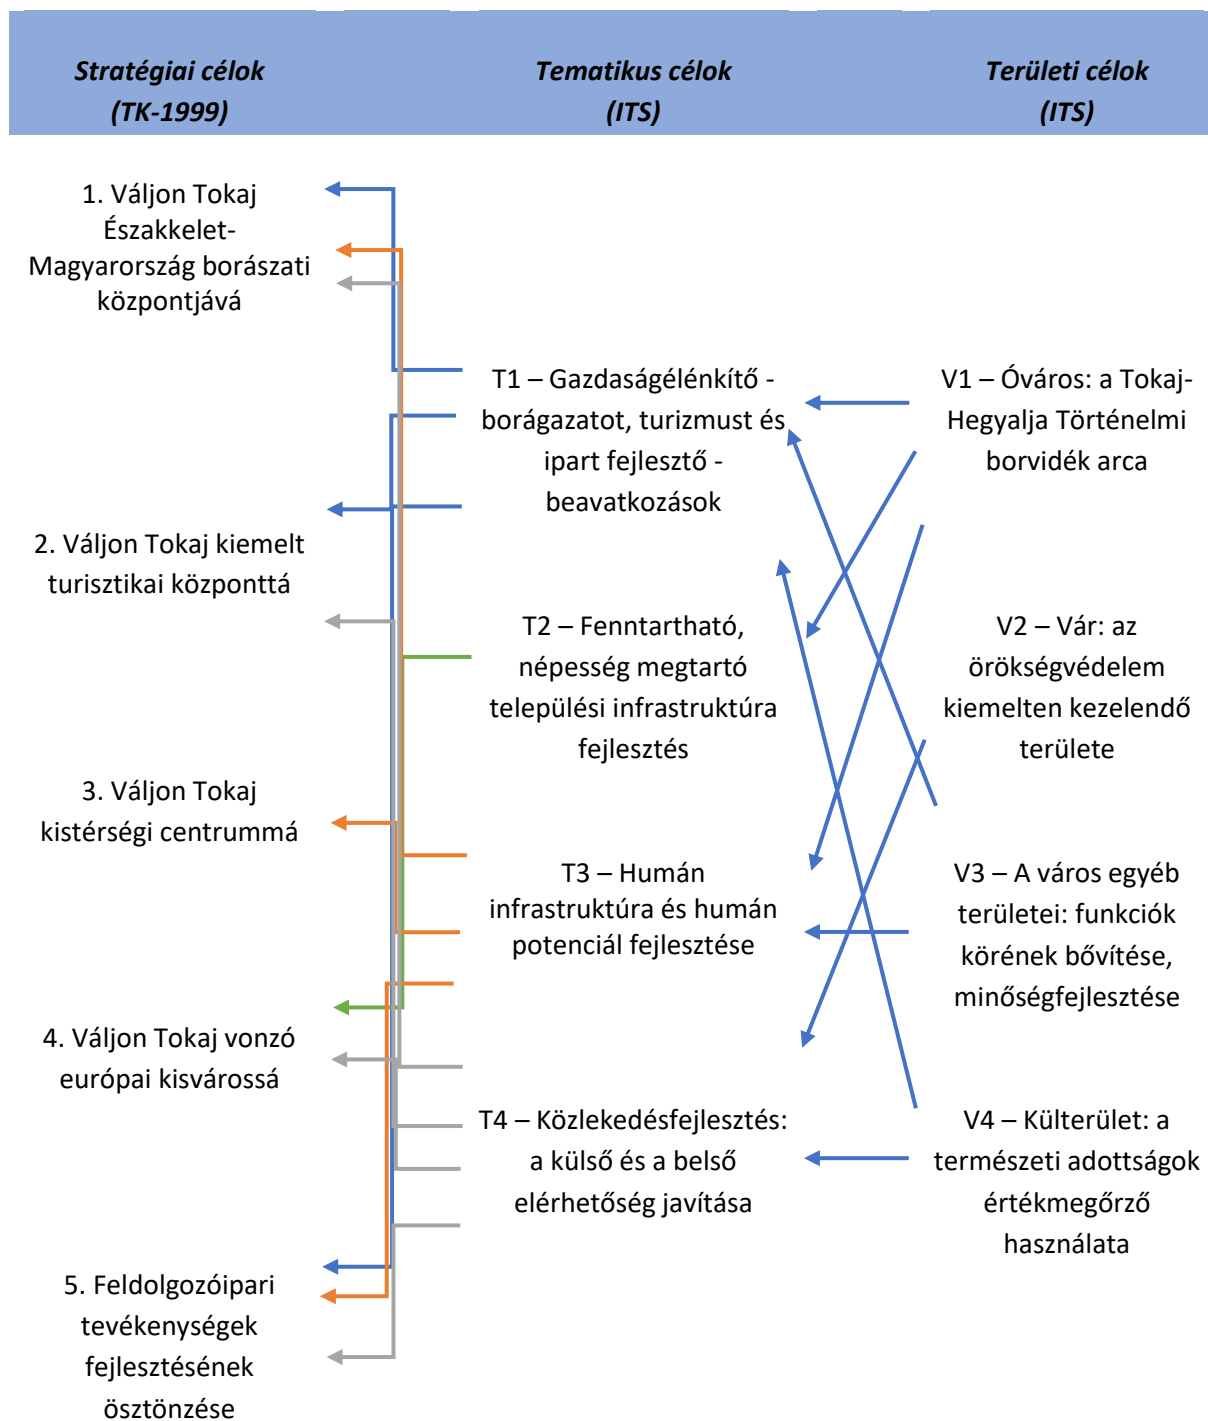 Stratégiai célok
(TK-1999)
Tematikus célok
(ITS)
Területi célok
(ITS)
1. Váljon Tokaj
Északkelet-
Magyarország borászati
központjává
2. Váljon Tokaj kiemelt
turisztikai központtá
3. Váljon Tokaj
kistérségi centrummá
4. Váljon Tokaj vonzó
európai kisvárossá
5. Feldolgozóipari
tevékenységek
fejlesztésének
ösztönzése
T1 – Gazdaságélénkítő -
borágazatot, turizmust és
ipart fejlesztő -
beavatkozások
T2 – Fenntartható,
népesség megtartó
települési infrastruktúra
fejlesztés
T3 – Humán
infrastruktúra és humán
potenciál fejlesztése
T4 – Közlekedésfejlesztés:
a külső és a belső
elérhetőség javítása
V1 – Óváros: a Tokaj-
Hegyalja Történelmi
borvidék arca
V2 – Vár: az
örökségvédelem
kiemelten kezelendő
területe
V3 – A város egyéb
területei: funkciók
körének bővítése,
minőségfejlesztése
V4 – Külterület: a
természeti adottságok
értékmegőrző
használata